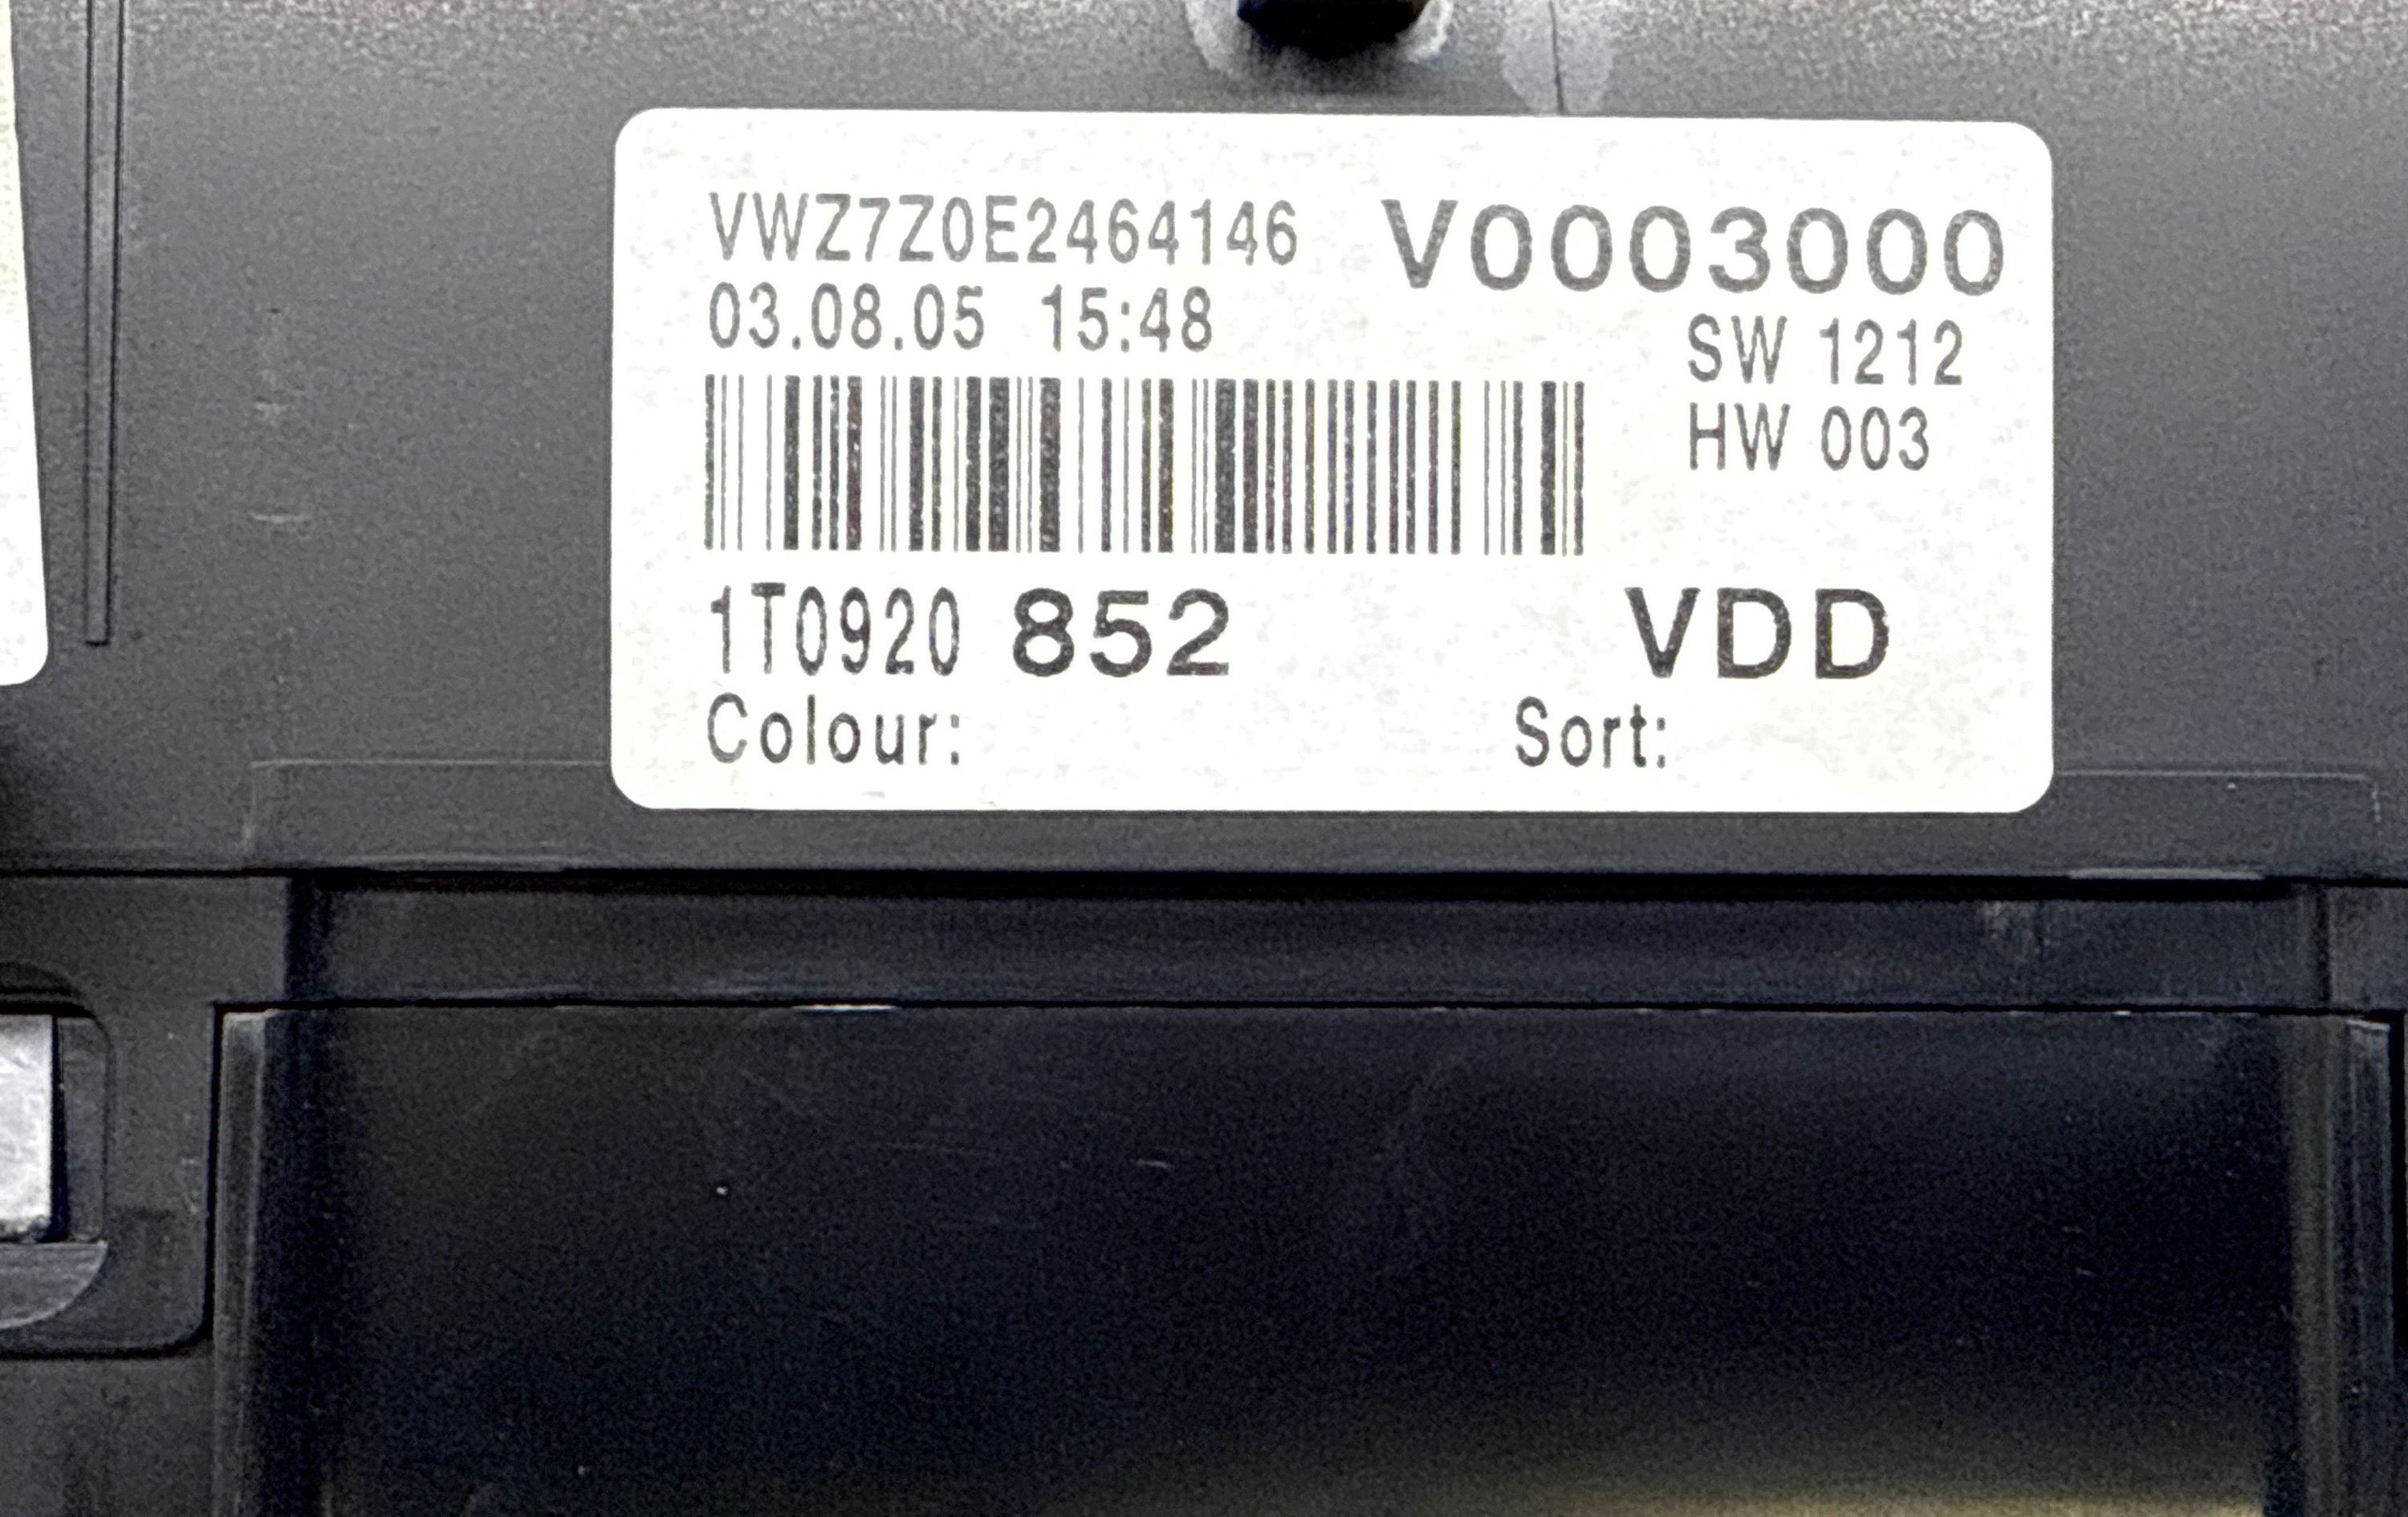 VWZ7Z0E2464146 V0003000
03.08.05 15:48 SW 1212
HW 003
1T0920 852 VDD
Colour: Sort: